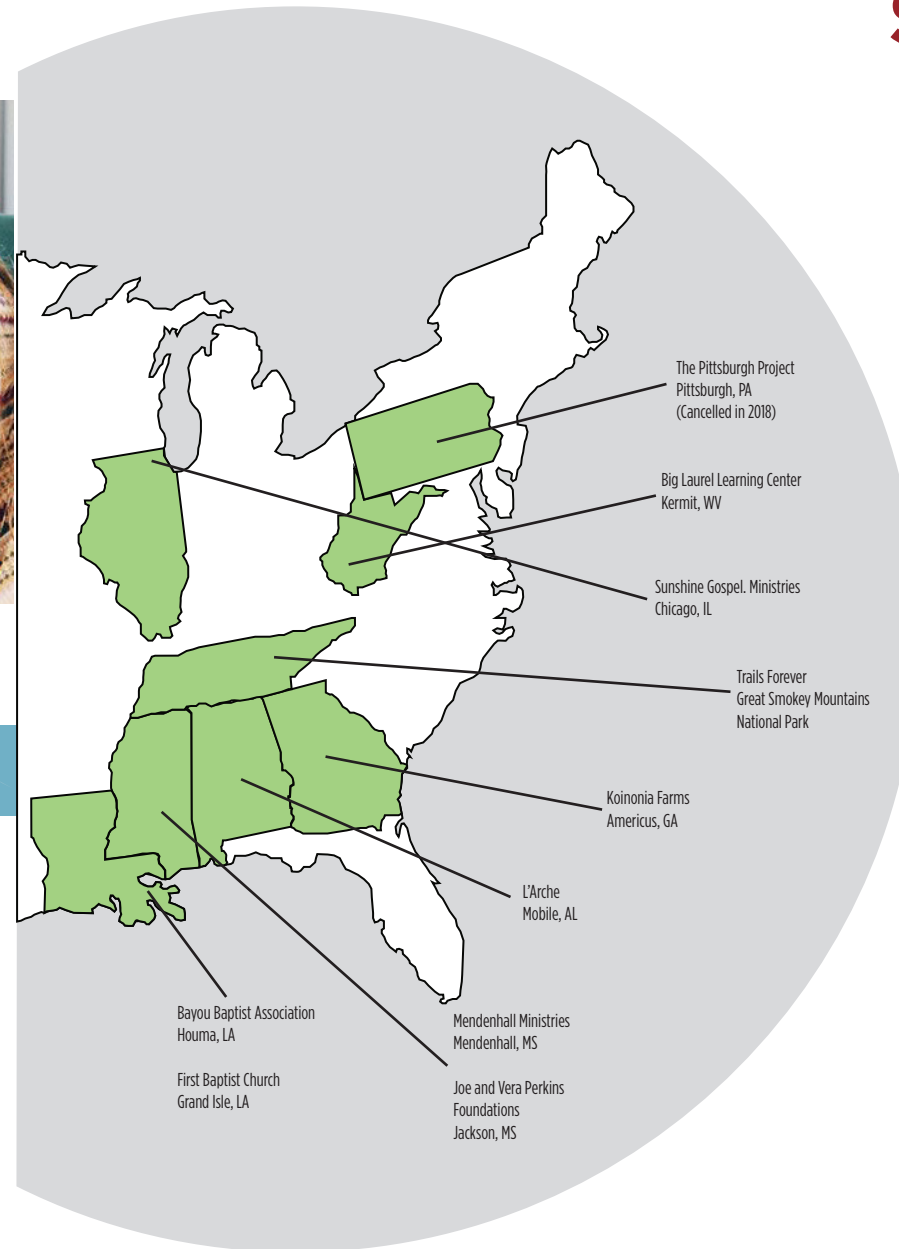 The Pittsburgh Project
Pittsburgh, PA
(Cancelled in 2018)
Big Laurel Learning Center
Kermit, WV
Sunshine Gospel. Ministries
Chicago, IL
Trails Forever
Great Smokey Mountains
National Park
Koinonia Farms
Americus, GA
L'Arche
Mobile, AL
Bayou Baptist Association
Houma, LA
First Baptist Church
Grand Isle, LA
Mendenhall Ministries
Mendenhall, MS
Joe and Vera Perkins
Foundations
Jackson, MS